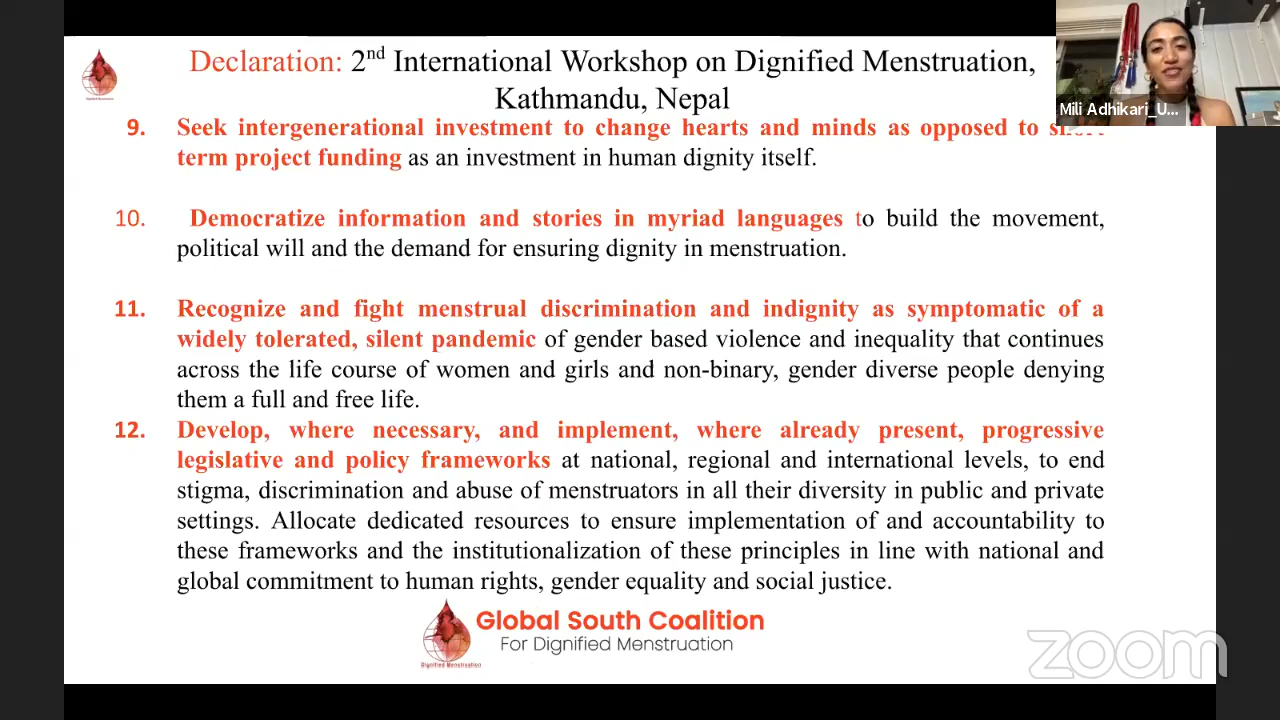 Declaration: 2nd International Workshop on Dignified Menstruation,
Kathmandu, Nepal
Mili Adhikari_U...
9. Seek intergenerational investment to change hearts and minds as opposed to short
term project funding as an investment in human dignity itself.
10. Democratize information and stories in myriad languages to build the movement,
political will and the demand for ensuring dignity in menstruation.
11. Recognize and fight menstrual discrimination and indignity as symptomatic of a
widely tolerated, silent pandemic of gender based violence and inequality that continues
across the life course of women and girls and non-binary, gender diverse people denying
them a full and free life.
12. Develop, where necessary, and implement, where already present, progressive
legislative and policy frameworks at national, regional and international levels, to end
stigma, discrimination and abuse of menstruators in all their diversity in public and private
settings. Allocate dedicated resources to ensure implementation of and accountability to
these frameworks and the institutionalization of these principles in line with national and
global commitment to human rights, gender equality and social justice.
Global South Coalition
For Dignified Menstruation
Dignified Menstruation
zoom